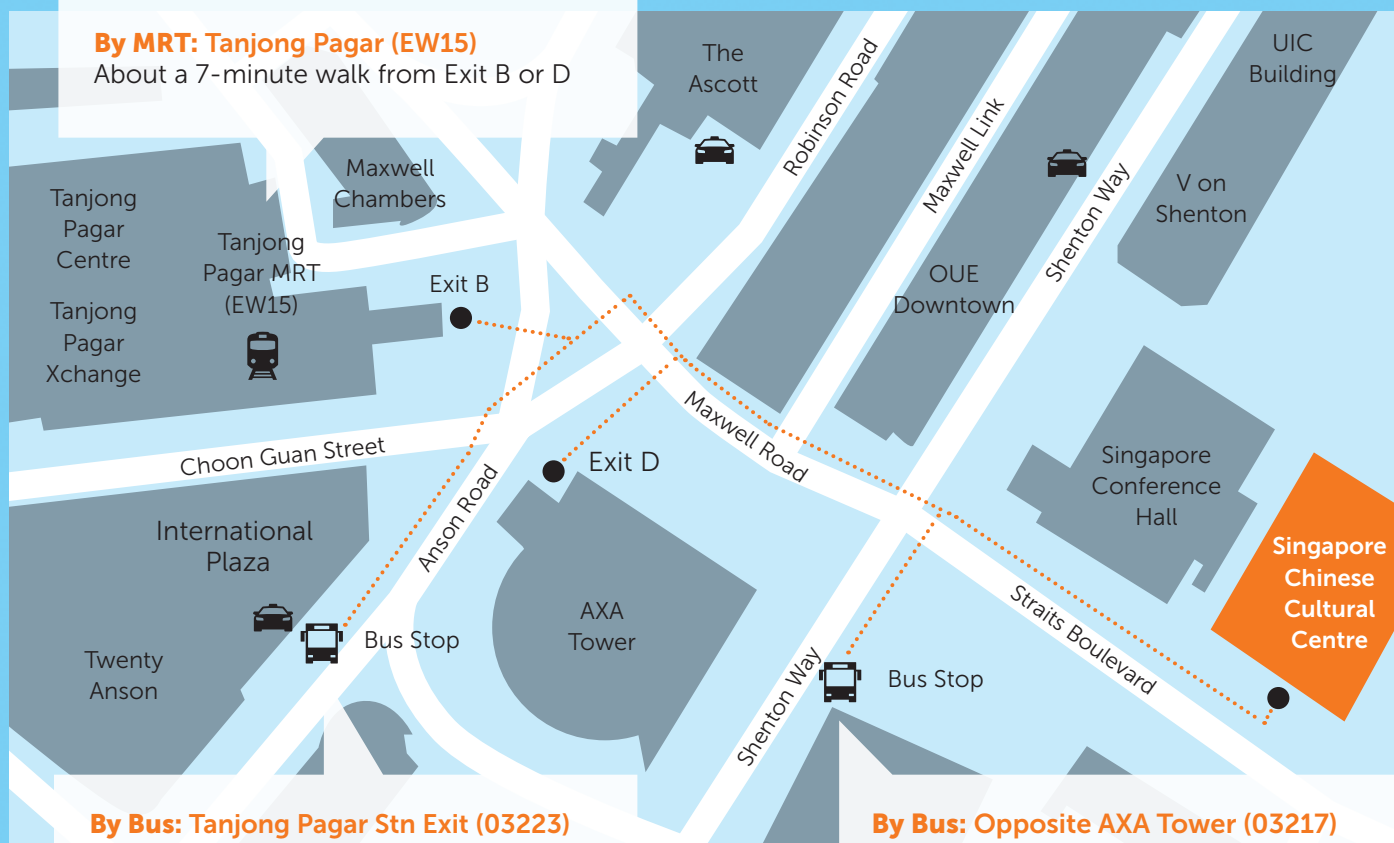 By MRT: Tanjong Pagar (EW15)
About a 7-minute walk from Exit B or D
The
Ascott
UIC
Building
Robinson Road
Maxwell Link
Shenton Way
Maxwell
Chambers
V on
Shenton
Tanjong
Pagar
Centre
Tanjong
Pagar MRT
(EW15)
Exit B
OUE
Downtown
Tanjong
Pagar
Xchange
Maxwell Road
Choon Guan Street
Exit D
Singapore
Conference
Hall
Anson Road
International
Plaza
Singapore
Chinese
Cultural
Centre
AXA
Tower
Straits Boulevard
Bus Stop
Twenty
Anson
Shenton Way
Bus Stop
By Bus: Tanjong Pagar Stn Exit (03223)
By Bus: Opposite AXA Tower (03217)